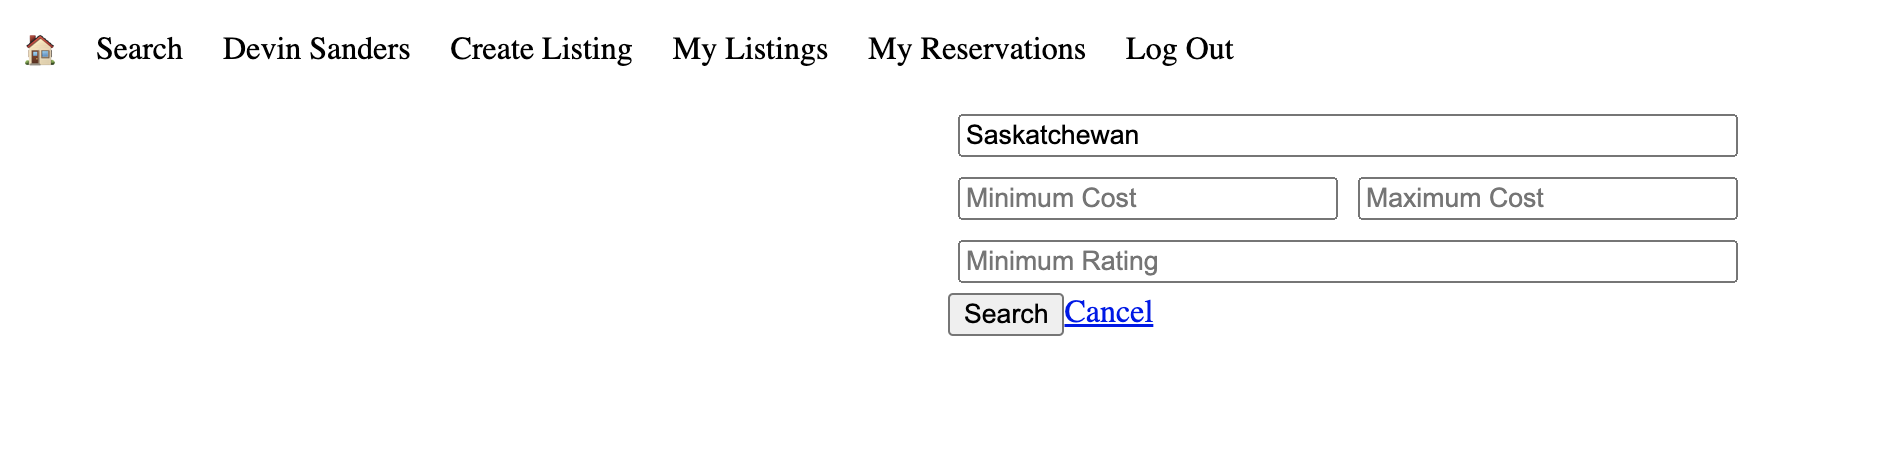 Search Devin Sanders Create Listing My Listings My Reservations Log Out
Saskatchewan
Minimum Cost Maximum Cost
Minimum Rating
Search Cancel